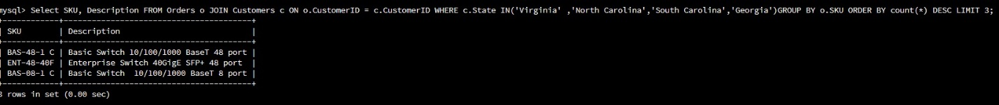 mysql> Select SKU, Description FROM Orders o JOIN Customers c ON o.CustomerID = c.CustomerID WHERE c.State IN('Virginia' ,'North Carolina','South Carolina','Georgia')GROUP BY o.SKU ORDER BY count(*) DESC LIMIT 3;
+------------+--------------------------------------+
| SKU        | Description                          |
+------------+--------------------------------------+
| BAS-48-1 C | Basic Switch 10/100/1000 BaseT 48 port |
| ENT-48-40F | Enterprise Switch 40GigE SFP+ 48 port  |
| BAS-08-1 C | Basic Switch  10/100/1000 BaseT 8 port |
+------------+--------------------------------------+
3 rows in set (0.00 sec)